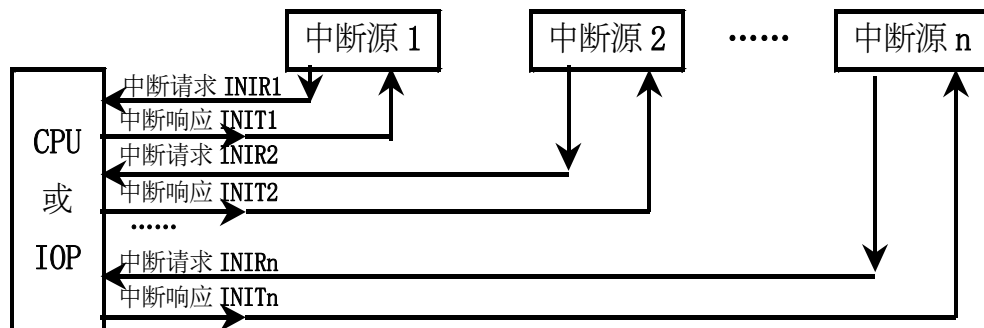 中断源 1
中断源 2
······
中断源 n
中断请求 INIR1
中断响应 INIT1
中断请求 INIR2
中断响应 INIT2
······
中断请求 INIRn
中断响应 INITn
CPU
或
IOP